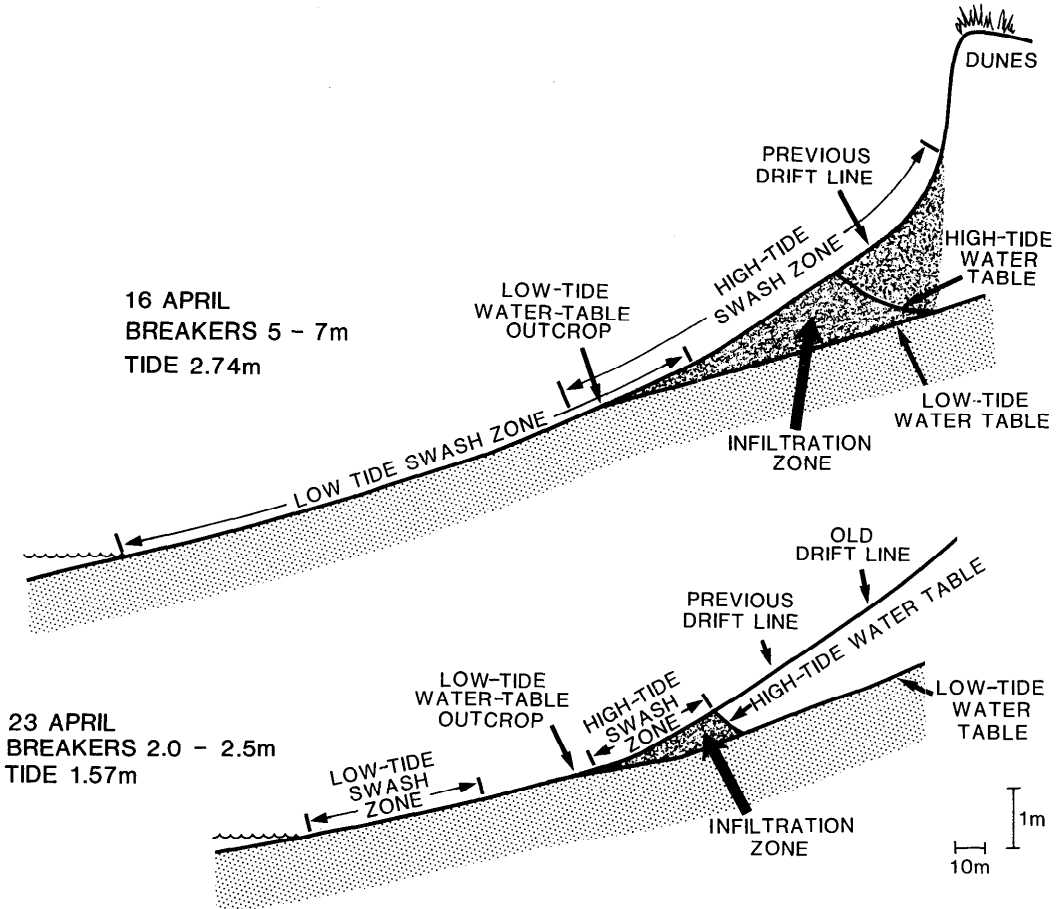 DUNES
PREVIOUS
DRIFT LINE
HIGH-TIDE
WATER
TABLE
HIGH-TIDE
SWASH ZONE
LOW-TIDE
WATER-TABLE
OUTCROP
16 APRIL
BREAKERS 5 - 7m
TIDE 2.74m
LOW-TIDE
WATER TABLE
INFILTRATION
ZONE
LOW TIDE SWASH ZONE
OLD
DRIFT LINE
PREVIOUS
DRIFT LINE
HIGH-TIDE WATER TABLE
LOW-TIDE
WATER-TABLE
OUTCROP
HIGH-TIDE
SWASH
ZONE
LOW-TIDE
WATER
TABLE
23 APRIL
BREAKERS 2.0 - 2.5m
TIDE 1.57m
LOW-TIDE
SWASH
ZONE
INFILTRATION
ZONE
1m
10m